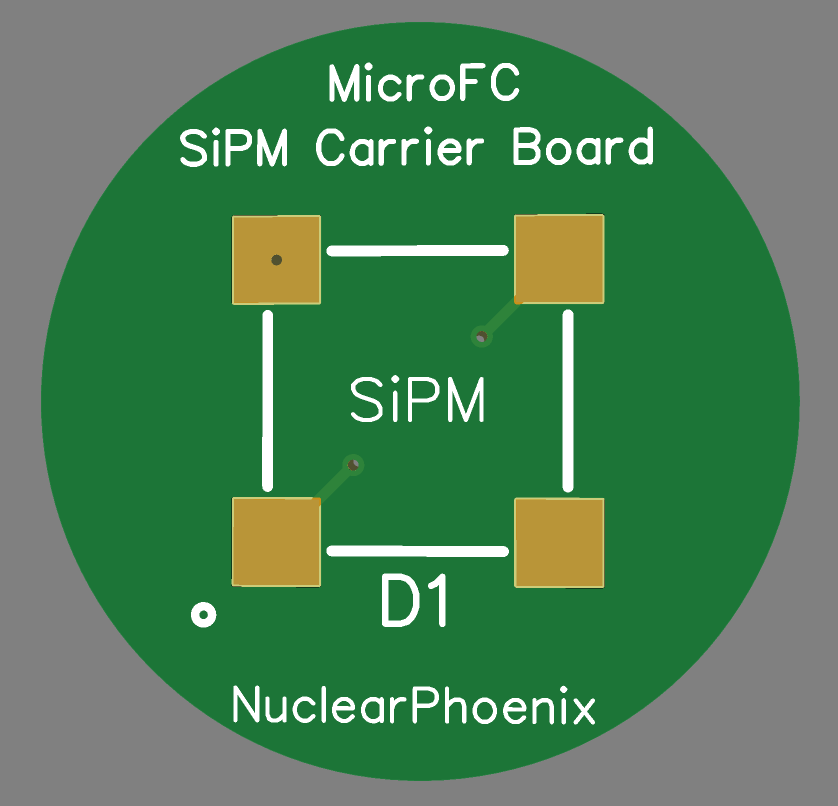 MicroFC
SiPM Carrier Board
SiPM
D1
NuclearPhoenix